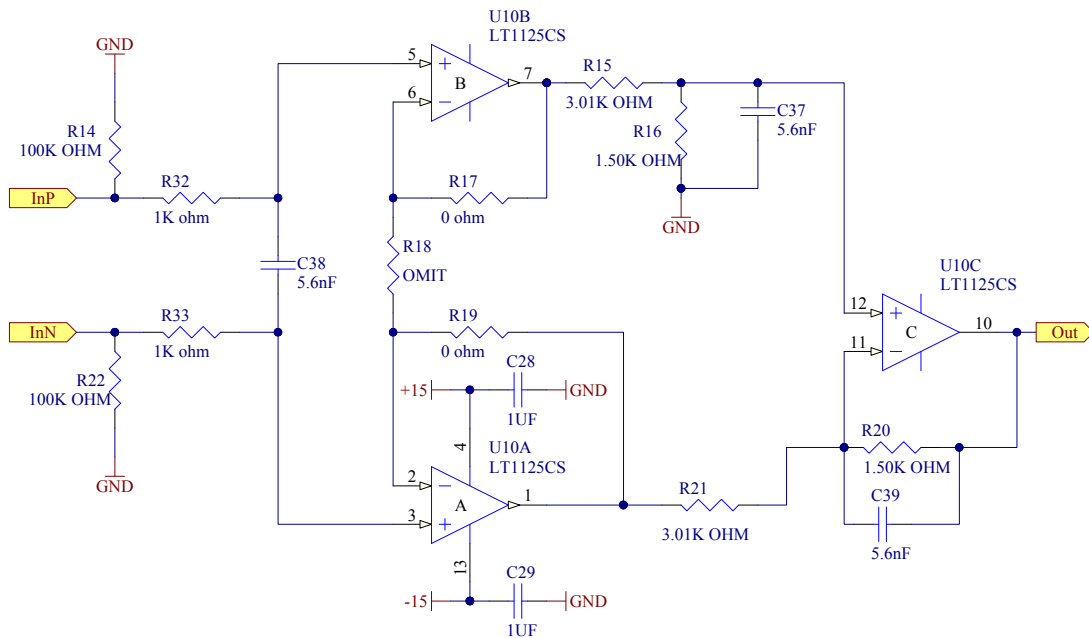 U10B
LT1125CS
GND
5
+
7
R15
B
6
−
3.01K OHM
C37
5.6nF
R14
100K OHM
R16
1.50K OHM
InP
R32
1K ohm
R17
0 ohm
GND
C38
5.6nF
R18
OMIT
U10C
LT1125CS
InN
R33
1K ohm
R19
0 ohm
12
+
10
C
11
−
Out
R22
100K OHM
C28
+15
GND
1UF
4
U10A
LT1125CS
R20
1.50K OHM
GND
2
−
1
A
3
+
R21
3.01K OHM
C39
5.6nF
13
C29
-15
GND
1UF